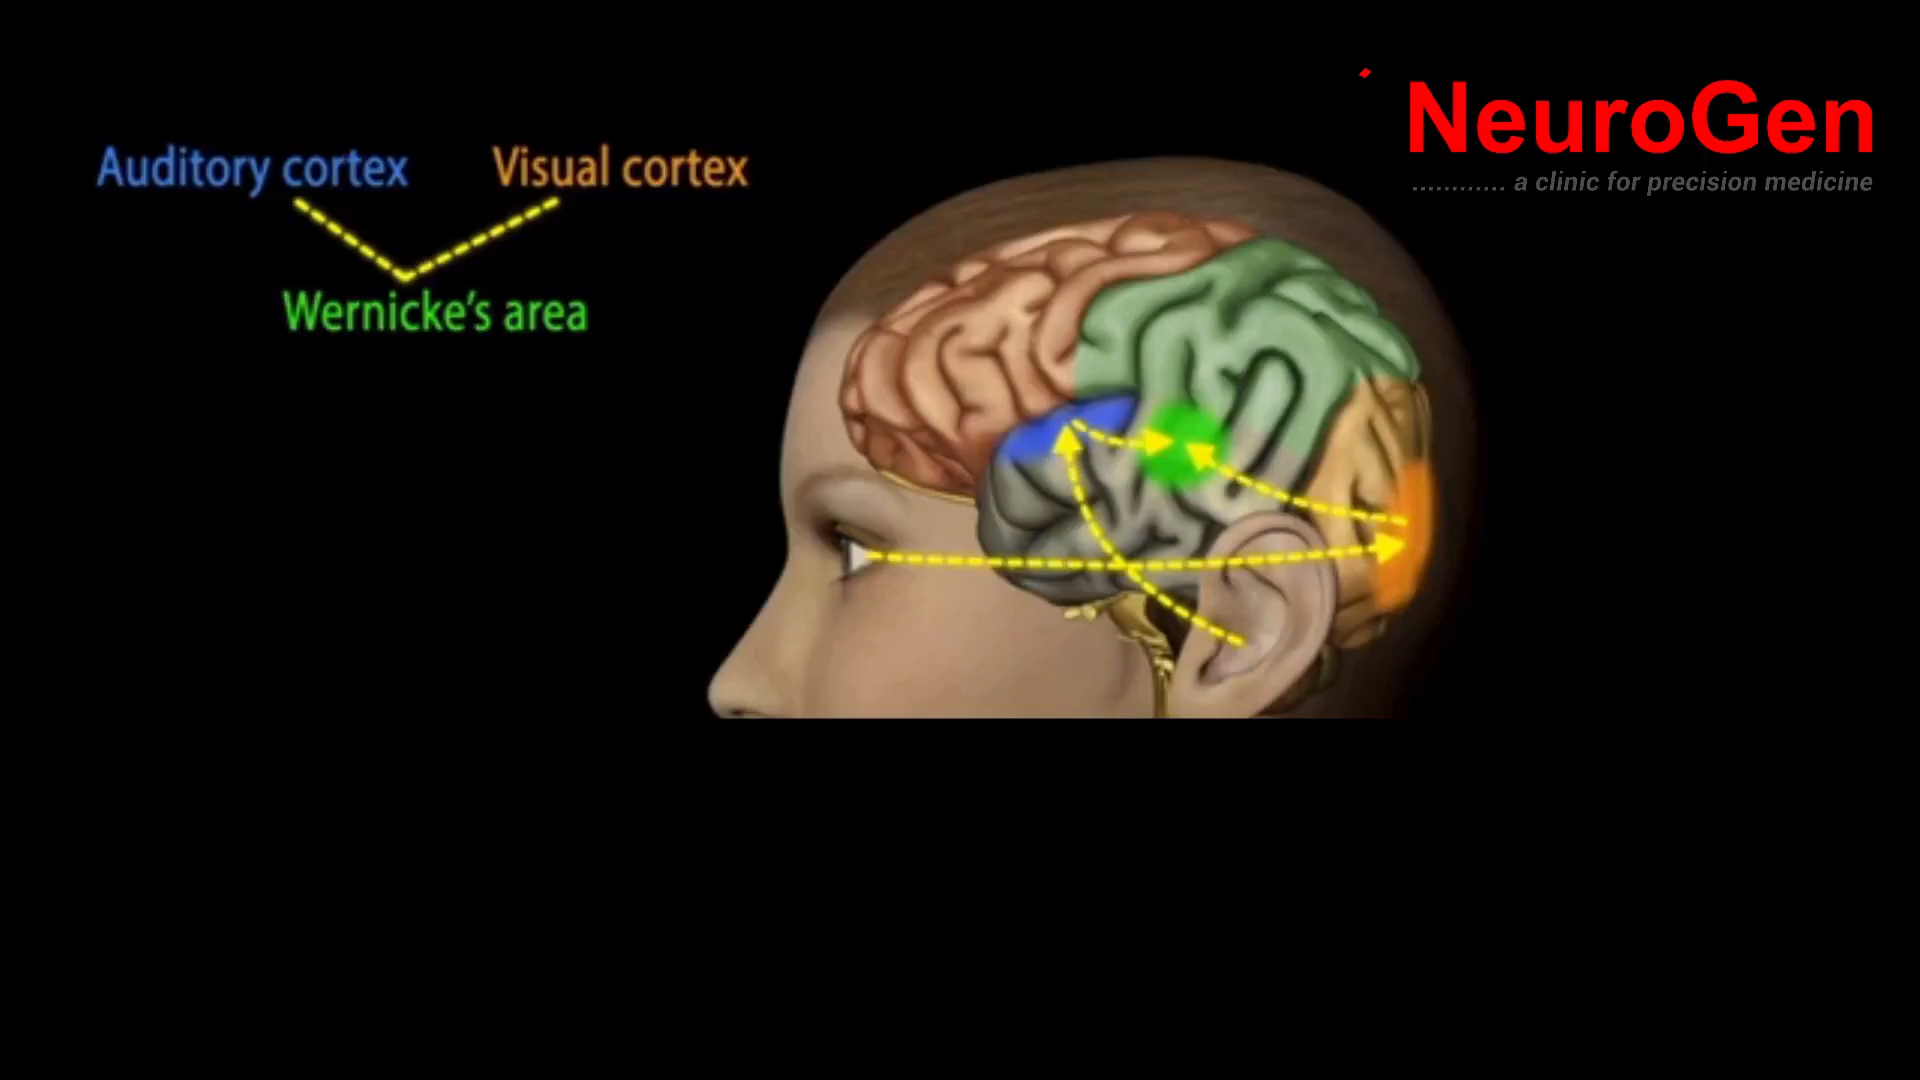 NeuroGen
............ a clinic for precision medicine
Auditory cortex
Visual cortex
Wernicke's area